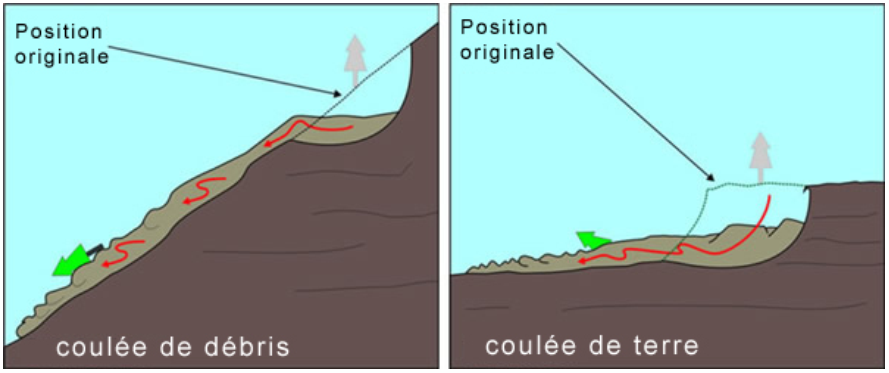 Position
originale
coulée de débris
Position
originale
coulée de terre